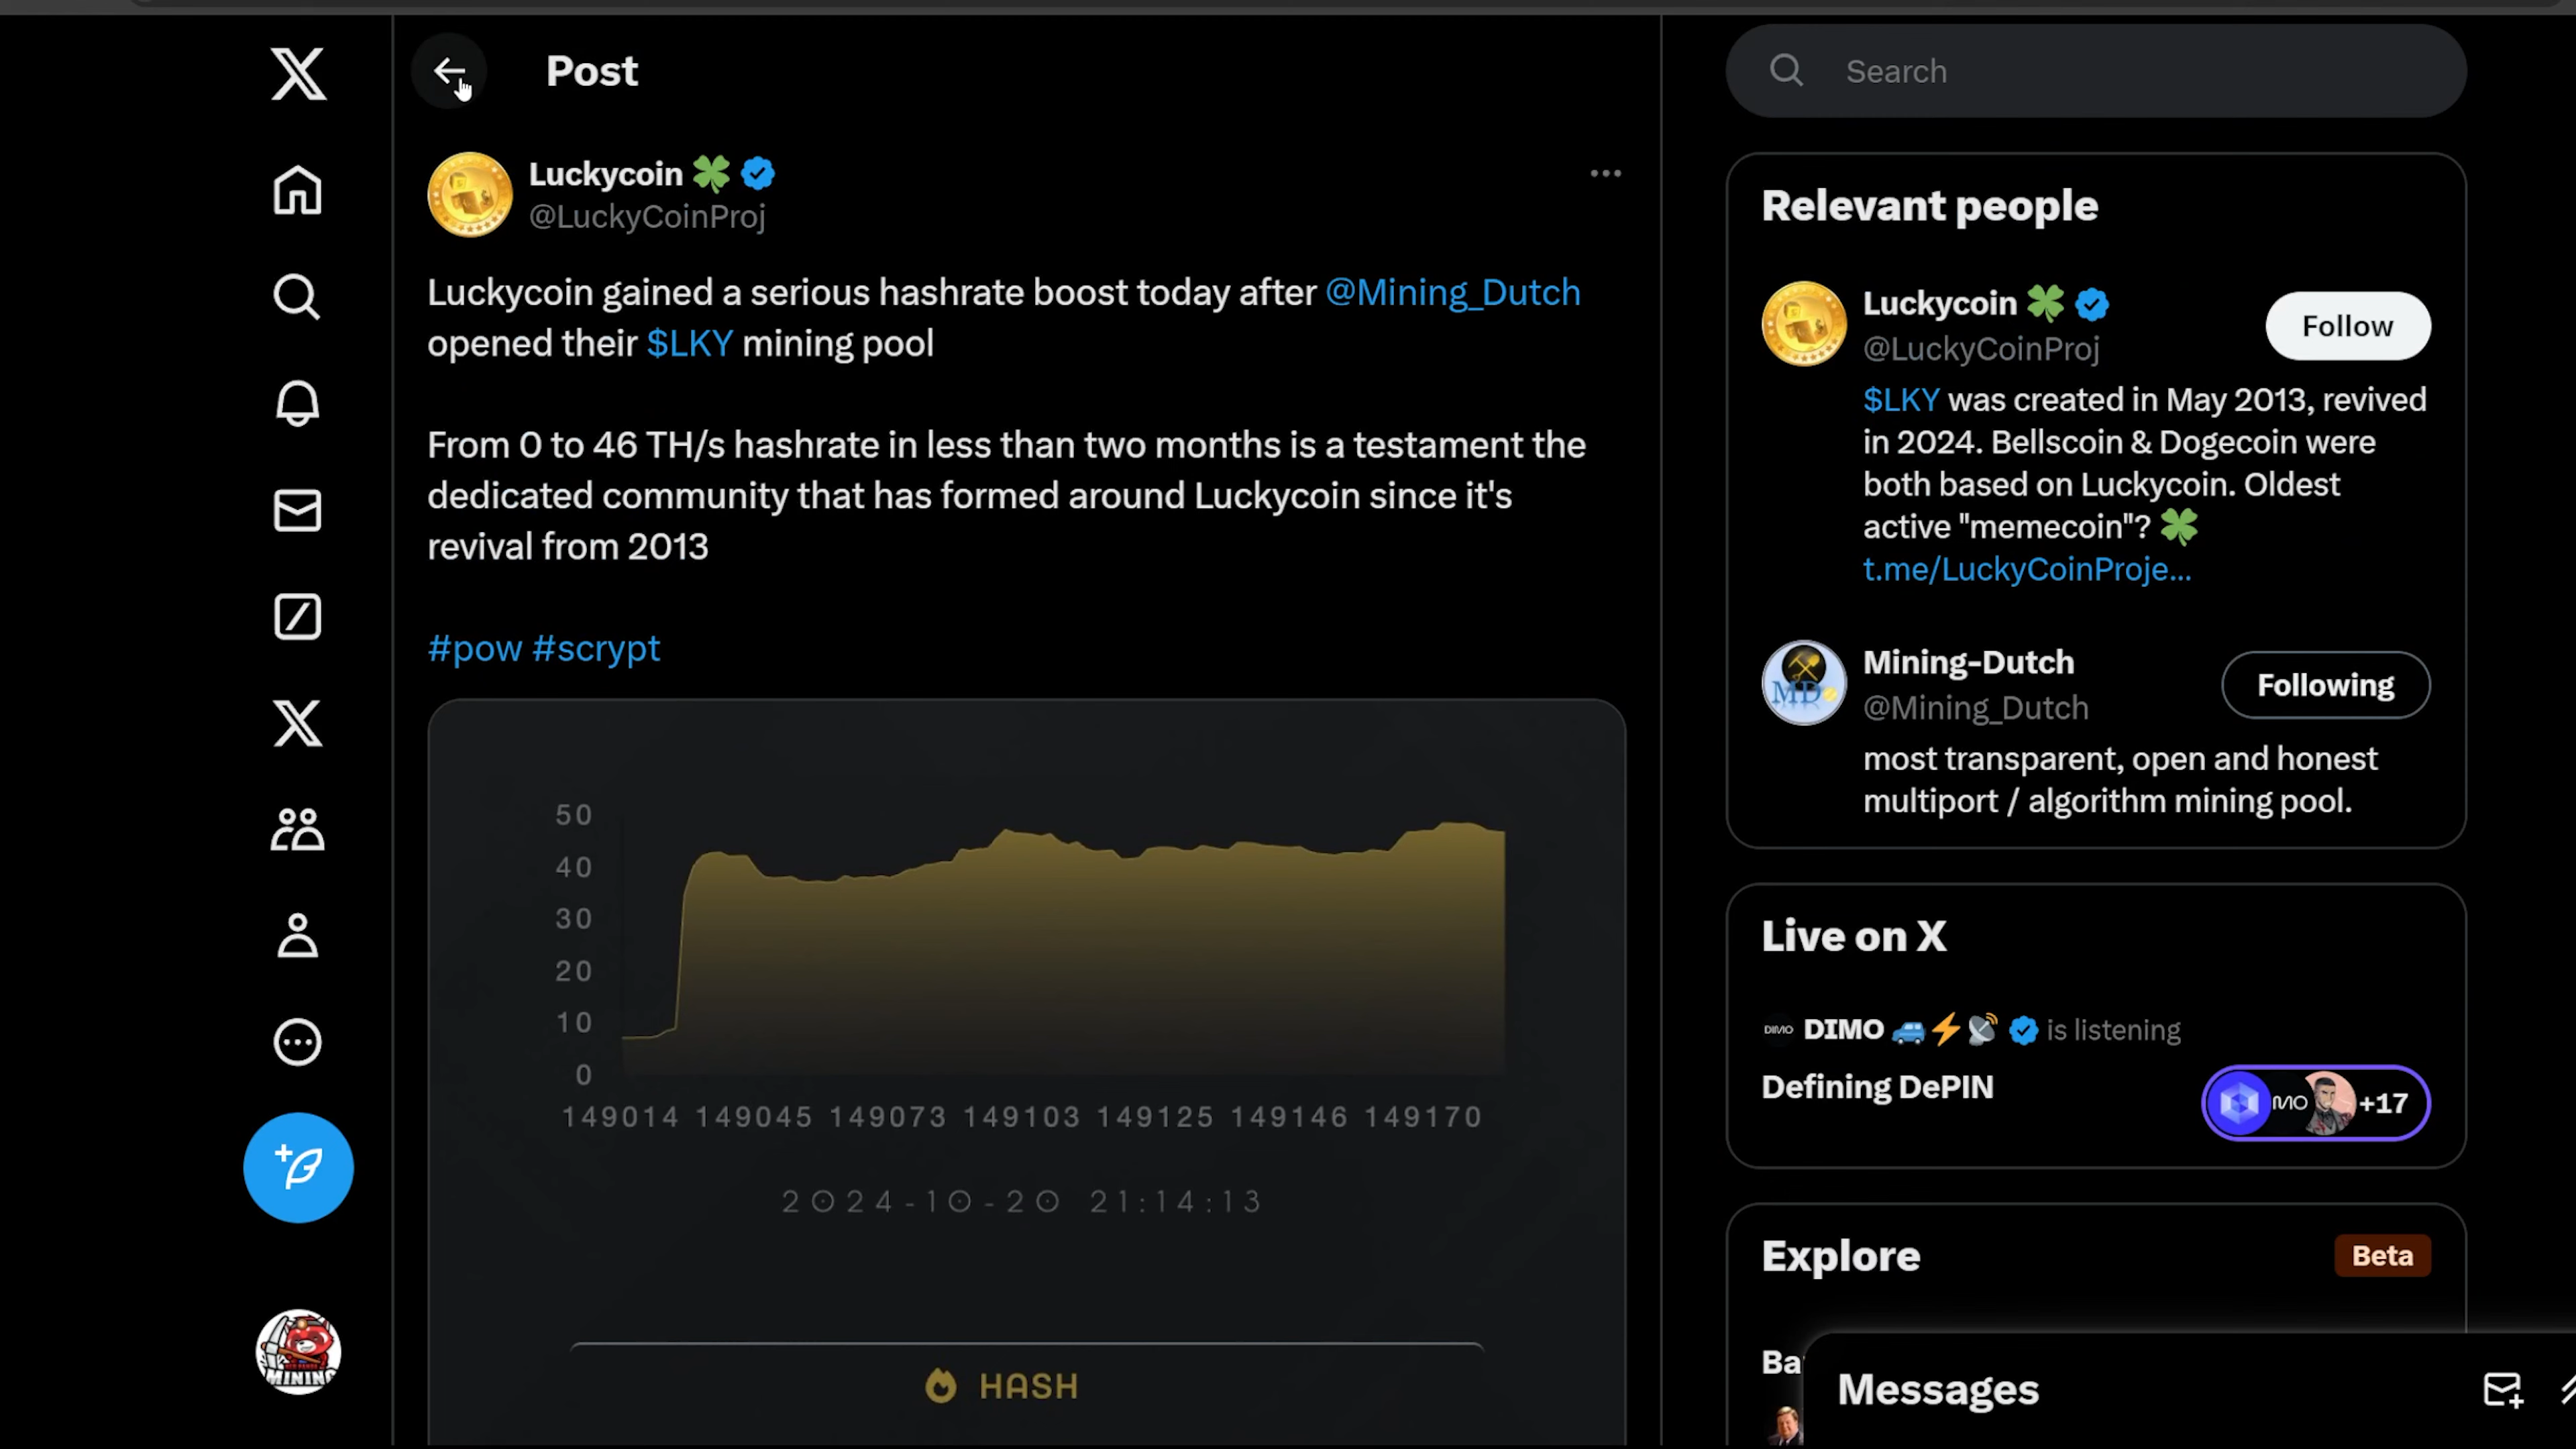 Post
Search
Luckycoin 🍀
@LuckyCoinProj
Luckycoin gained a serious hashrate boost today after @Mining_Dutch
opened their $LKY mining pool
From 0 to 46 TH/s hashrate in less than two months is a testament the
dedicated community that has formed around Luckycoin since it's
revival from 2013
#pow #scrypt
50
40
30
20
10
0
149014 149045 149073 149103 149125 149146 149170
2024-10-20 21:14:13
HASH
MINING
Relevant people
Luckycoin 🍀
@LuckyCoinProj
Follow
$LKY was created in May 2013, revived
in 2024. Bellscoin & Dogecoin were
both based on Luckycoin. Oldest
active "memecoin"? 🍀
t.me/LuckyCoinProje...
MD
Mining-Dutch
@Mining_Dutch
Following
most transparent, open and honest
multiport / algorithm mining pool.
Live on X
DIMO DIMO 🚙⚡📡 is listening
Defining DePIN
+17
Explore
Beta
Messages